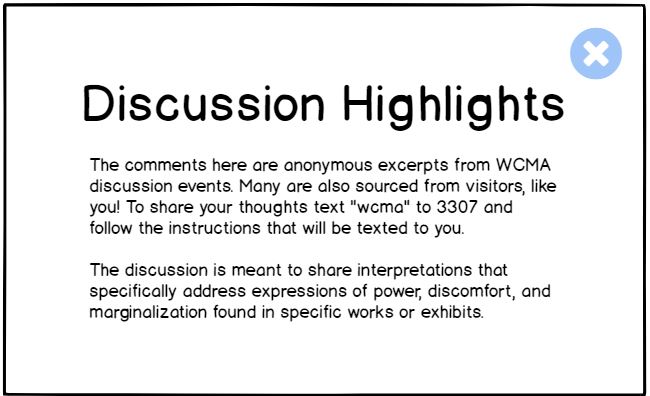 Discussion Highlights
The comments here are anonymous excerpts from WCMA
discussion events. Many are also sourced from visitors, like
you! To share your thoughts text "wcma" to 3307 and
follow the instructions that will be texted to you.
The discussion is meant to share interpretations that
specifically address expressions of power, discomfort, and
marginalization found in specific works or exhibits.